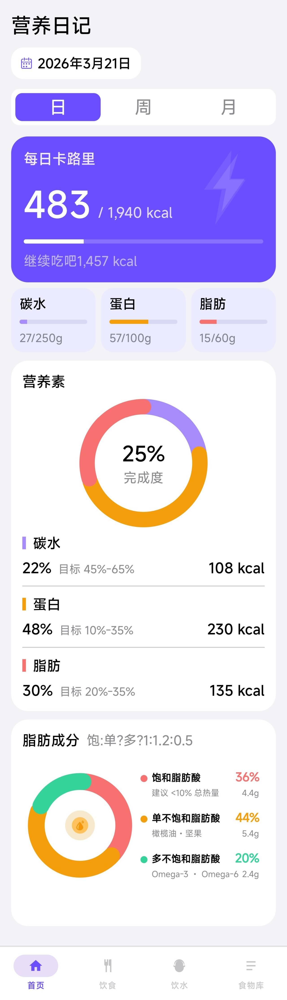 营养日记
2026年3月21日
日 周 月
每日卡路里
483 / 1,940 kcal
继续吃吧1,457 kcal
碳水 蛋白 脂肪
27/250g 57/100g 15/60g
营养素
25%
完成度
碳水
22% 目标 45%-65% 108 kcal
蛋白
48% 目标 10%-35% 230 kcal
脂肪
30% 目标 20%-35% 135 kcal
脂肪成分 饱:单?多?1:1.2:0.5
饱和脂肪酸 36%
建议 <10% 总热量 4.4g
单不饱和脂肪酸 44%
橄榄油・坚果 5.4g
多不饱和脂肪酸 20%
Omega-3 ・ Omega-6 2.4g
首页 饮食 饮水 食物库